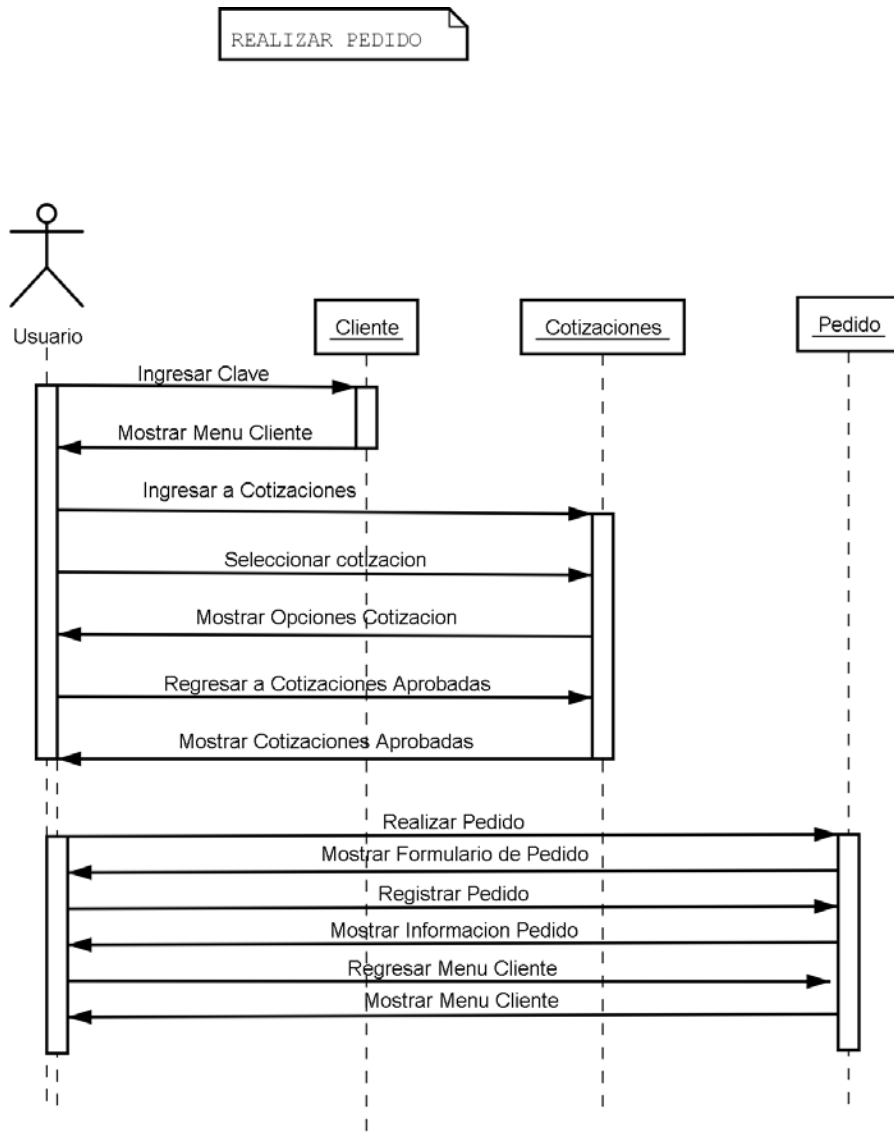 REALIZAR PEDIDO
Usuario
Cliente
Cotizaciones
Pedido
Ingresar Clave
Mostrar Menu Cliente
Ingresar a Cotizaciones
Seleccionar cotizacion
Mostrar Opciones Cotizacion
Regresar a Cotizaciones Aprobadas
Mostrar Cotizaciones Aprobadas
Realizar Pedido
Mostrar Formulario de Pedido
Registrar Pedido
Mostrar Informacion Pedido
Regresar Menu Cliente
Mostrar Menu Cliente